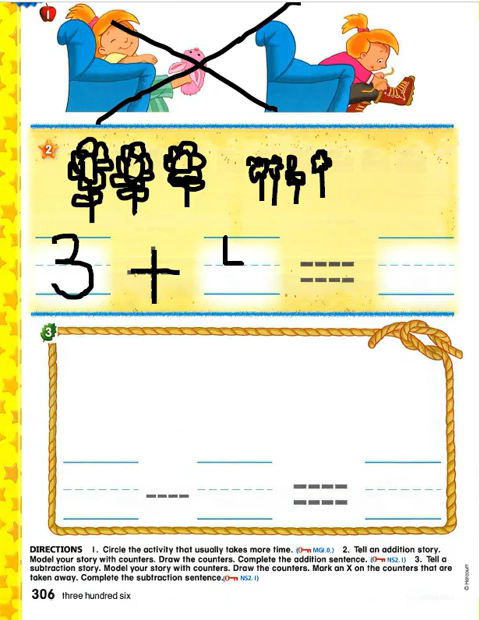 1
2
3 +
3
DIRECTIONS 1. Circle the activity that usually takes more time. (MG1.0) 2. Tell an addition story.
Model your story with counters. Draw the counters. Complete the addition sentence. (NS2.1) 3. Tell a
subtraction story. Model your story with counters. Draw the counters. Mark an X on the counters that are
taken away. Complete the subtraction sentence.(NS2.1)
306 three hundred six
© Harcourt